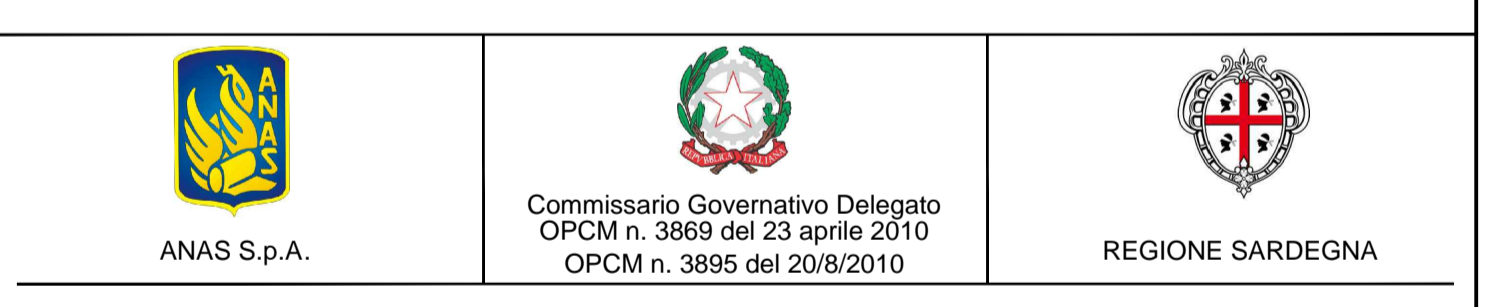 ANAS
ANAS S.p.A.
REPVBBLICA ITALIANA
Commissario Governativo Delegato
OPCM n. 3869 del 23 aprile 2010
OPCM n. 3895 del 20/8/2010
REGIONE SARDEGNA